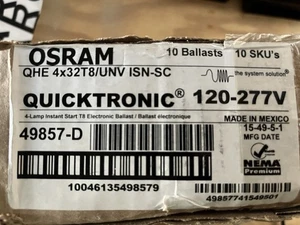 OSRAM
10 Ballasts
10 SKU's
QHE 4x32T8/UNV ISN-SC
the system solution
QUICKTRONIC® 120-277V
4-Lamp Instant Start T8 Electronic Ballast / Ballast électronique
49857-D
MADE IN MEXICO
15-49-5-1
MFG DATE
NEMA
Premium
10046135498579
49857741549501